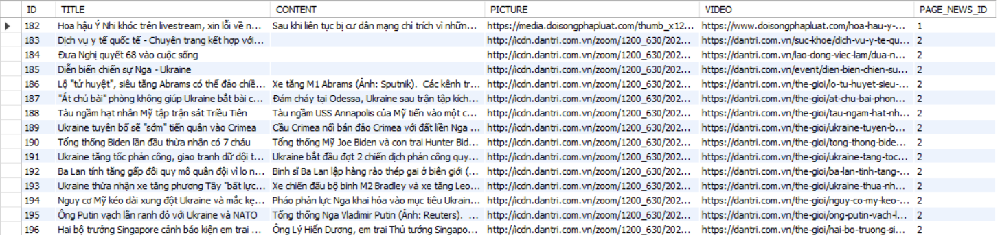 ID TITLE CONTENT PICTURE VIDEO PAGE_NEWS_ID
182 Hoa hậu Ý Nhi khóc trên livestream, xin lỗi về n... Sau khi liên tục bị cư dân mạng chỉ trích vì nhữn... https://media.doisongphapluat.com/thumb_x12... https://www.doisongphapluat.com/hoa-hau-y-... 1
183 Dịch vụ y tế quốc tế - Chuyên trang kết hợp với... http://icdn.dantri.com.vn/zoom/1200_630/202... https://dantri.com.vn/suc-khoe/dich-vu-y-te-qu... 2
184 Đưa Nghị quyết 68 vào cuộc sống http://icdn.dantri.com.vn/zoom/1200_630/202... https://dantri.com.vn/lao-dong-viec-lam/dua-n... 2
185 Diễn biến chiến sự Nga - Ukraine http://icdn.dantri.com.vn/zoom/1200_630/202... https://dantri.com.vn/event/dien-bien-chien-su... 2
186 Lộ "tử huyệt", siêu tăng Abrams có thể đảo chiề... Xe tăng M1 Abrams (Ảnh: Sputnik). Các kênh tr... http://icdn.dantri.com.vn/zoom/1200_630/202... https://dantri.com.vn/the-gioi/lo-tu-huyet-sieu-... 2
187 "Át chủ bài" phòng không giúp Ukraine bắt bài c... Đám cháy tại Odessa, Ukraine sau trận tập kích... http://icdn.dantri.com.vn/zoom/1200_630/202... https://dantri.com.vn/the-gioi/at-chu-bai-phon... 2
188 Tàu ngầm hạt nhân Mỹ tập trận sát Triều Tiên Tàu ngầm USS Annapolis của Mỹ tiến vào một c... http://icdn.dantri.com.vn/zoom/1200_630/202... https://dantri.com.vn/the-gioi/tau-ngam-hat-nh... 2
189 Ukraine tuyên bố sẽ "sớm" tiến quân vào Crimea Cầu Crimea nối bán đảo Crimea với đất liền Nga ... http://icdn.dantri.com.vn/zoom/1200_630/202... https://dantri.com.vn/the-gioi/ukraine-tuyen-b... 2
190 Tổng thống Biden lần đầu thừa nhận có 7 cháu Tổng thống Mỹ Joe Biden và con trai Hunter Bid... http://icdn.dantri.com.vn/zoom/1200_630/202... https://dantri.com.vn/the-gioi/tong-thong-bide... 2
191 Ukraine tăng tốc phản công, giao tranh dữ dội t... Ukraine bắt đầu đợt 2 chiến dịch phản công quy... http://icdn.dantri.com.vn/zoom/1200_630/202... https://dantri.com.vn/the-gioi/ukraine-tang-toc... 2
192 Ba Lan tính tăng gấp đôi quy mô quân đội vì lo n... Binh sĩ Ba Lan lập hàng rào thép gai ở biên giới (... http://icdn.dantri.com.vn/zoom/1200_630/202... https://dantri.com.vn/the-gioi/ba-lan-tinh-tang-... 2
193 Ukraine thừa nhận xe tăng phương Tây "bất lực... Xe chiến đấu bộ binh M2 Bradley và xe tăng Leo... http://icdn.dantri.com.vn/zoom/1200_630/202... https://dantri.com.vn/the-gioi/ukraine-thua-nh... 2
194 Nguy cơ Mỹ kéo dài xung đột Ukraine và mắc kẹ... Pháo phản lực Nga khai hỏa vào mục tiêu Ukrain... http://icdn.dantri.com.vn/zoom/1200_630/202... https://dantri.com.vn/the-gioi/nguy-co-my-keo-... 2
195 Ông Putin vạch lằn ranh đỏ với Ukraine và NATO Tổng thống Nga Vladimir Putin (Ảnh: Reuters). ... http://icdn.dantri.com.vn/zoom/1200_630/202... https://dantri.com.vn/the-gioi/ong-putin-vach-l... 2
196 Hai bộ trưởng Singapore cảnh báo kiện em trai ... Ông Lý Hiển Dương, em trai Thủ tướng Singapo... http://icdn.dantri.com.vn/zoom/1200_630/202... https://dantri.com.vn/the-gioi/hai-bo-truong-si... 2